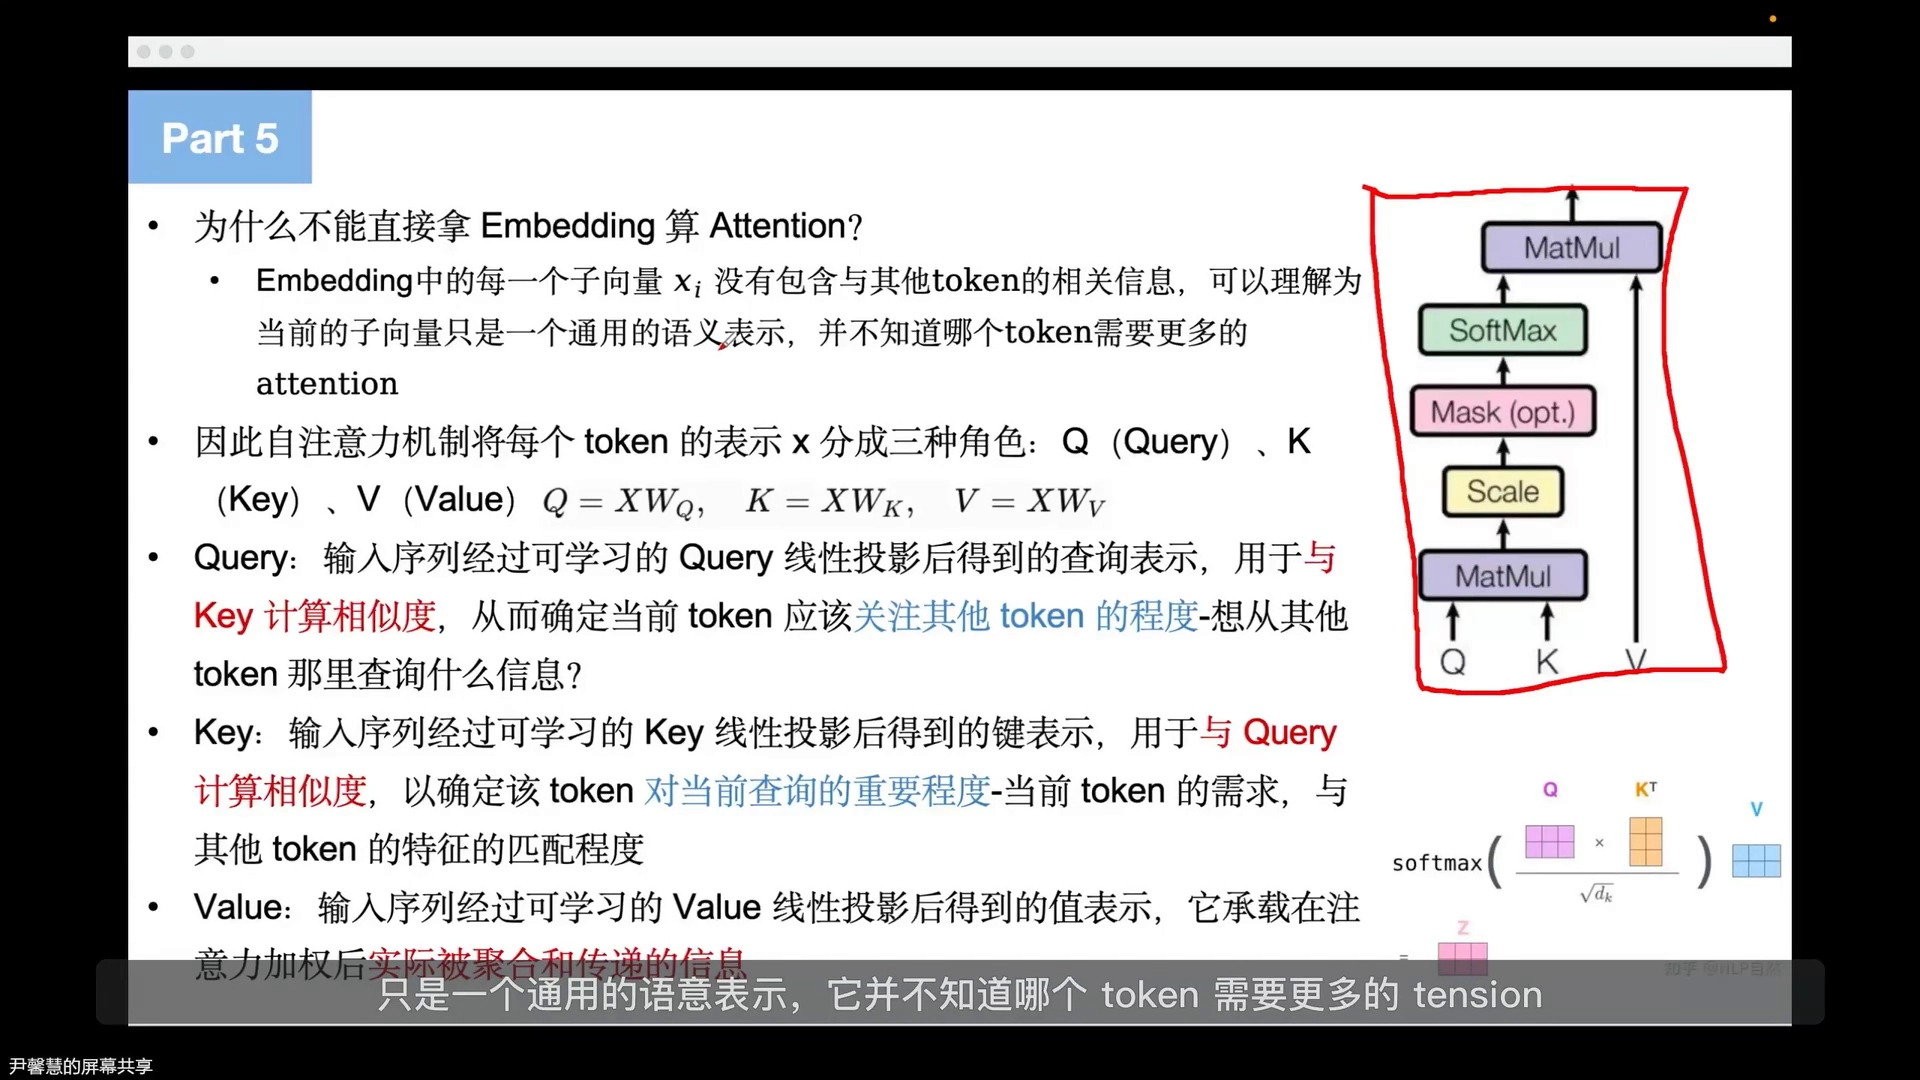 Part 5
• 为什么不能直接拿 Embedding 算 Attention？
• Embedding中的每一个子向量 xᵢ 没有包含与其他token的相关信息，可以理解为
当前的子向量只是一个通用的语义表示，并不知道哪个token需要更多的
attention
• 因此自注意力机制将每个 token 的表示 x 分成三种角色：Q（Query）、K
（Key）、V（Value） Q = XW_Q, K = XW_K, V = XW_V
• Query：输入序列经过可学习的 Query 线性投影后得到的查询表示，用于与
Key 计算相似度，从而确定当前 token 应该关注其他 token 的程度-想从其他
token 那里查询什么信息？
• Key：输入序列经过可学习的 Key 线性投影后得到的键表示，用于与 Query
计算相似度，以确定该 token 对当前查询的重要程度-当前 token 的需求，与
其他 token 的特征的匹配程度
• Value：输入序列经过可学习的 Value 线性投影后得到的值表示，它承载在注
意力加权后实际被聚合和传递的信息
MatMul
SoftMax
Mask (opt.)
Scale
MatMul
Q K V
Q Kᵀ V
softmax( × )
√dₖ
Z
=
知乎 @NLP自然
只是一个通用的语意表示，它并不知道哪个 token 需要更多的 tension
尹馨慧的屏幕共享